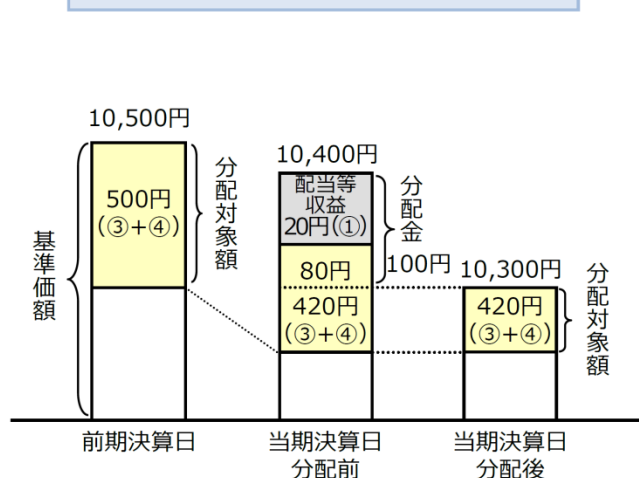 10,500円
500円
(③+④)
分配対象額
基準価額
10,400円
配当等
収益
20円(①)
分配金
100円
80円
420円
(③+④)
10,300円
420円
(③+④)
分配対象額
前期決算日
当期決算日
分配前
当期決算日
分配後